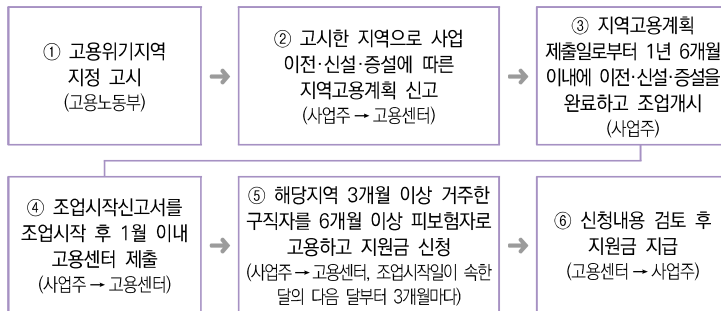 ① 고용위기지역
지정 고시
(고용노동부)
② 고시한 지역으로 사업
이전·신설·증설에 따른
지역고용계획 신고
(사업주 → 고용센터)
③ 지역고용계획
제출일로부터 1년 6개월
이내에 이전·신설·증설을
완료하고 조업개시
(사업주)
④ 조업시작신고서를
조업시작 후 1월 이내
고용센터 제출
(사업주 → 고용센터)
⑤ 해당지역 3개월 이상 거주한
구직자를 6개월 이상 피보험자로
고용하고 지원금 신청
(사업주 → 고용센터, 조업시작일이 속한
달의 다음 달부터 3개월마다)
⑥ 신청내용 검토 후
지원금 지급
(고용센터 → 사업주)